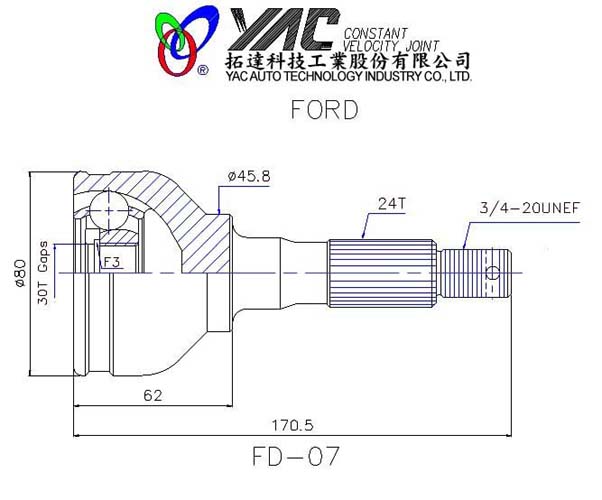 YAC CONSTANT
VELOCITY JOINT
拓達科技工業股份有限公司
YAC AUTO TECHNOLOGY INDUSTRY CO., LTD.
®
FORD
ø45.8
24T
3/4-20UNEF
ø80
30T Gaps
F3
62
170.5
FD-07